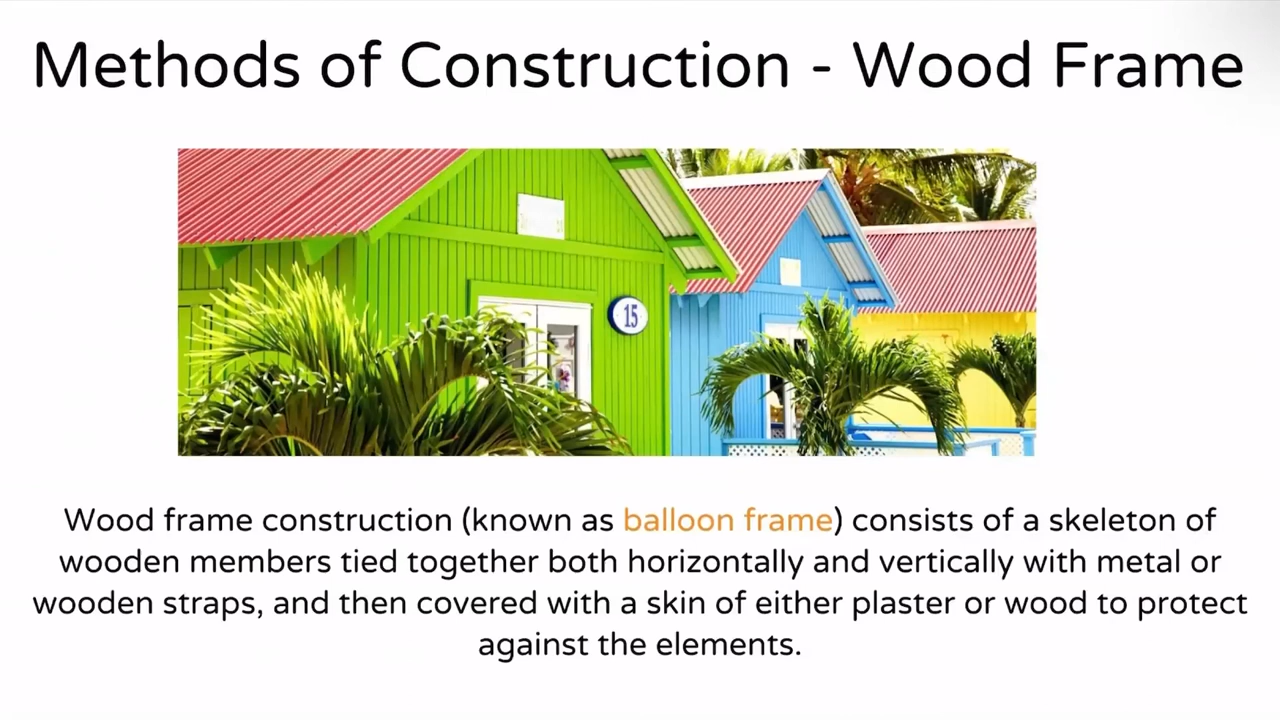 Methods of Construction - Wood Frame
15
Wood frame construction (known as balloon frame) consists of a skeleton of
wooden members tied together both horizontally and vertically with metal or
wooden straps, and then covered with a skin of either plaster or wood to protect
against the elements.